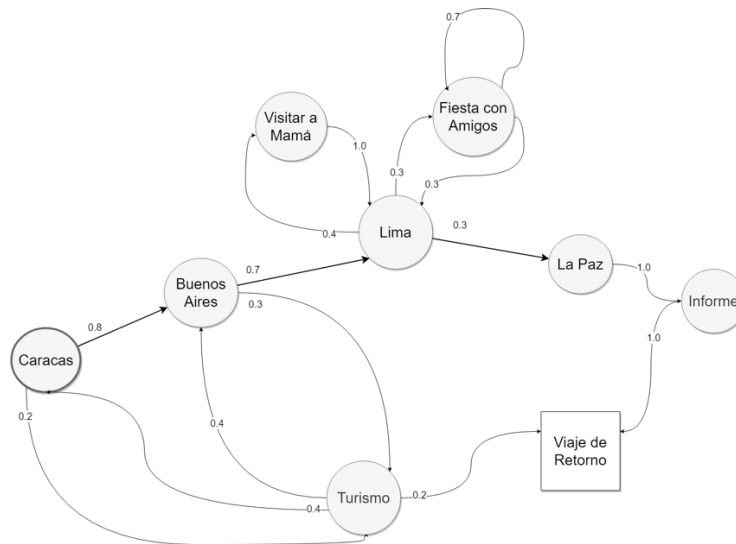 0.7
Fiesta con
Amigos
Visitar a
Mamá
1.0
0.3
0.3
0.4
Lima
0.3
La Paz
1.0
Informe
0.7
Buenos
Aires
0.3
0.8
Caracas
1.0
0.2
0.4
Viaje de
Retorno
Turismo
0.2
0.4